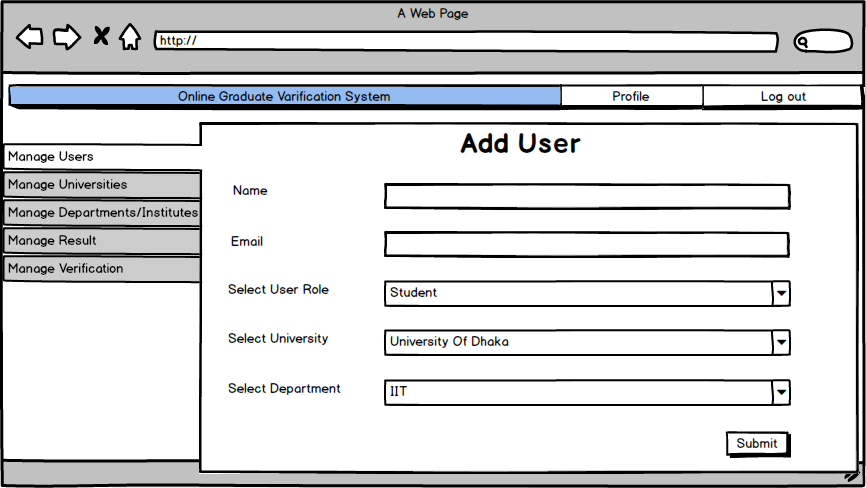 A Web Page
http://
Online Graduate Varification System
Profile
Log out
Manage Users
Manage Universities
Manage Departments/Institutes
Manage Result
Manage Verification
Add User
Name
Email
Select User Role
Student
Select University
University Of Dhaka
Select Department
IIT
Submit